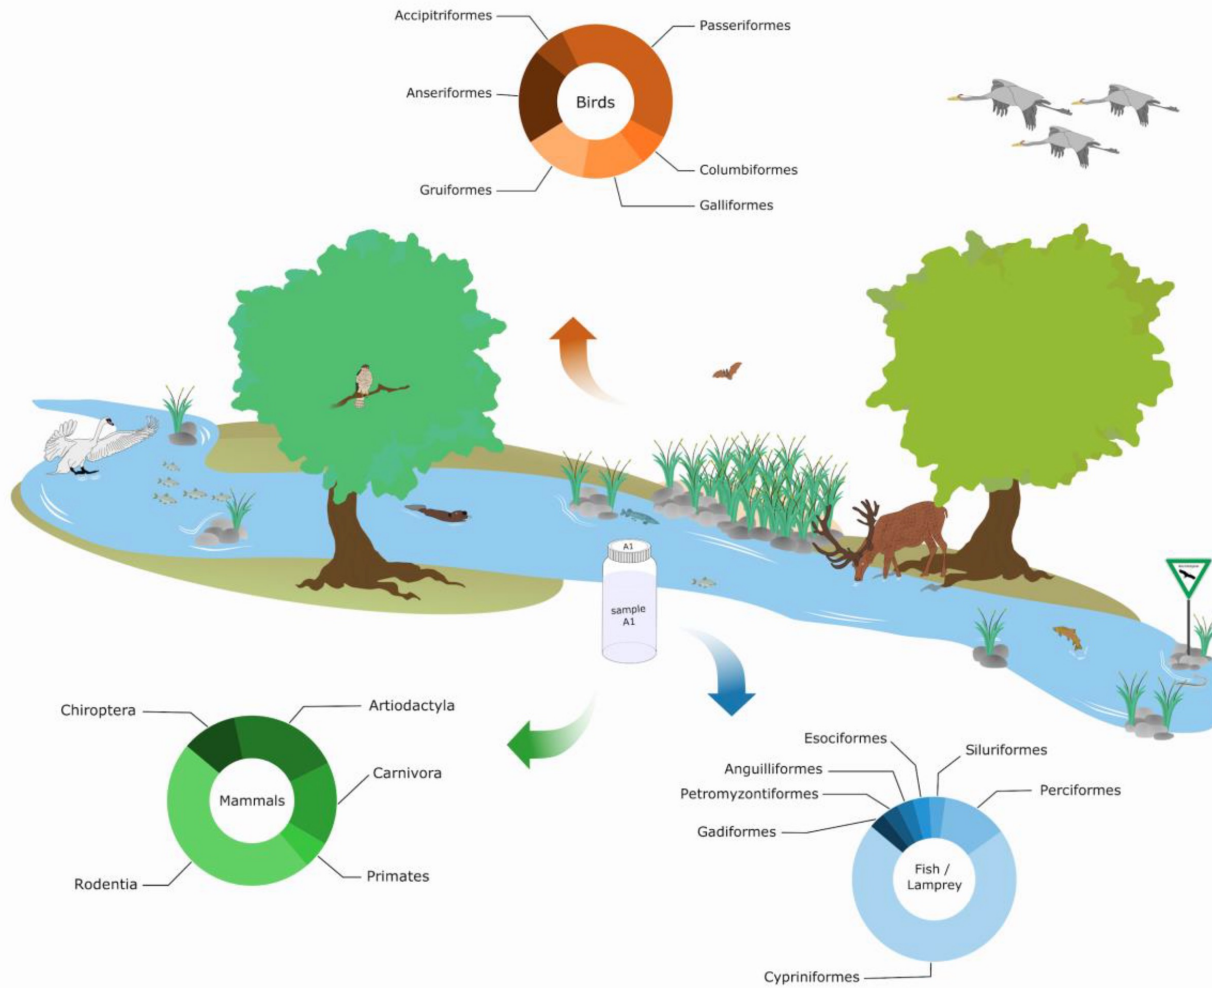 Accipitriformes
Passeriformes
Anseriformes
Birds
Columbiformes
Gruiformes
Galliformes
A1
sample
A1
Chiroptera
Artiodactyla
Carnivora
Mammals
Rodentia
Primates
Esociformes
Siluriformes
Anguilliformes
Petromyzontiformes
Perciformes
Gadiformes
Fish /
Lamprey
Cypriniformes